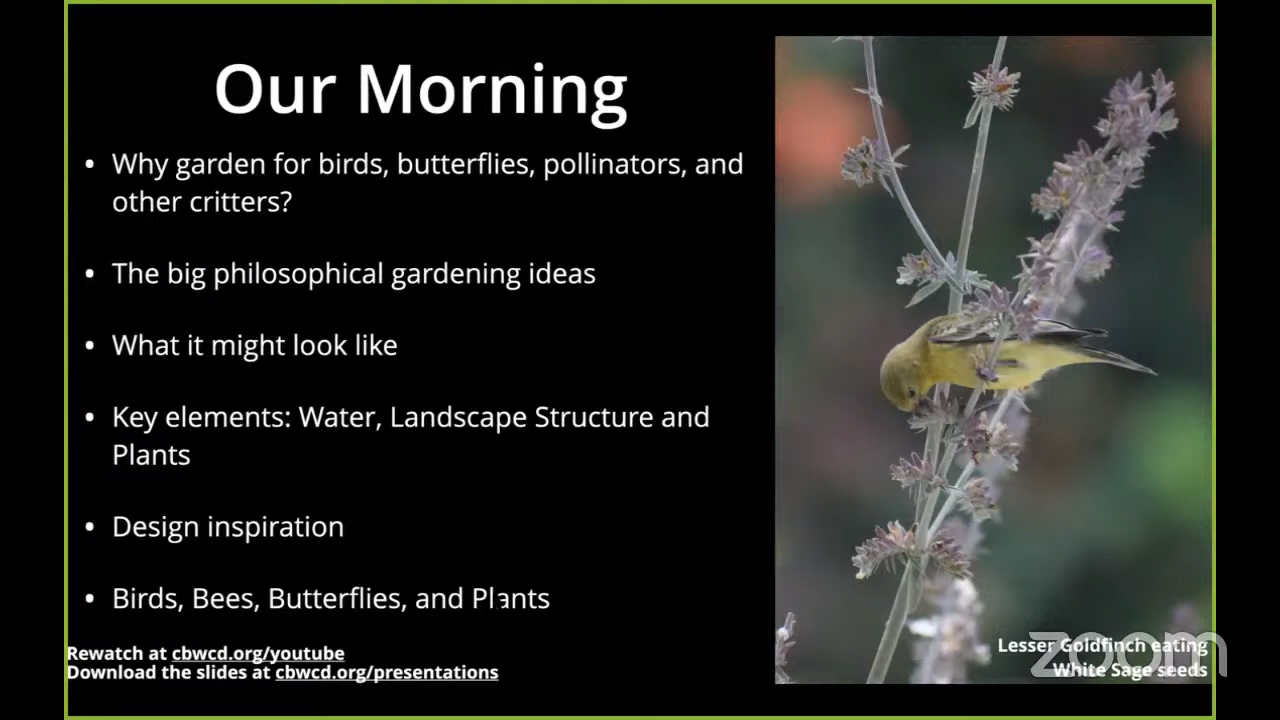 Our Morning
• Why garden for birds, butterflies, pollinators, and
other critters?
• The big philosophical gardening ideas
• What it might look like
• Key elements: Water, Landscape Structure and
Plants
• Design inspiration
• Birds, Bees, Butterflies, and Plants
Rewatch at cbwcd.org/youtube
Download the slides at cbwcd.org/presentations
Lesser Goldfinch eating
White Sage seeds
zoom